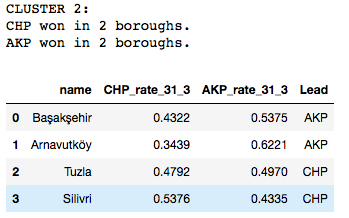 CLUSTER 2:
CHP won in 2 boroughs.
AKP won in 2 boroughs.
name CHP_rate_31_3 AKP_rate_31_3 Lead
0 Başakşehir 0.4322 0.5375 AKP
1 Arnavutköy 0.3439 0.6221 AKP
2 Tuzla 0.4792 0.4970 CHP
3 Silivri 0.5376 0.4335 CHP